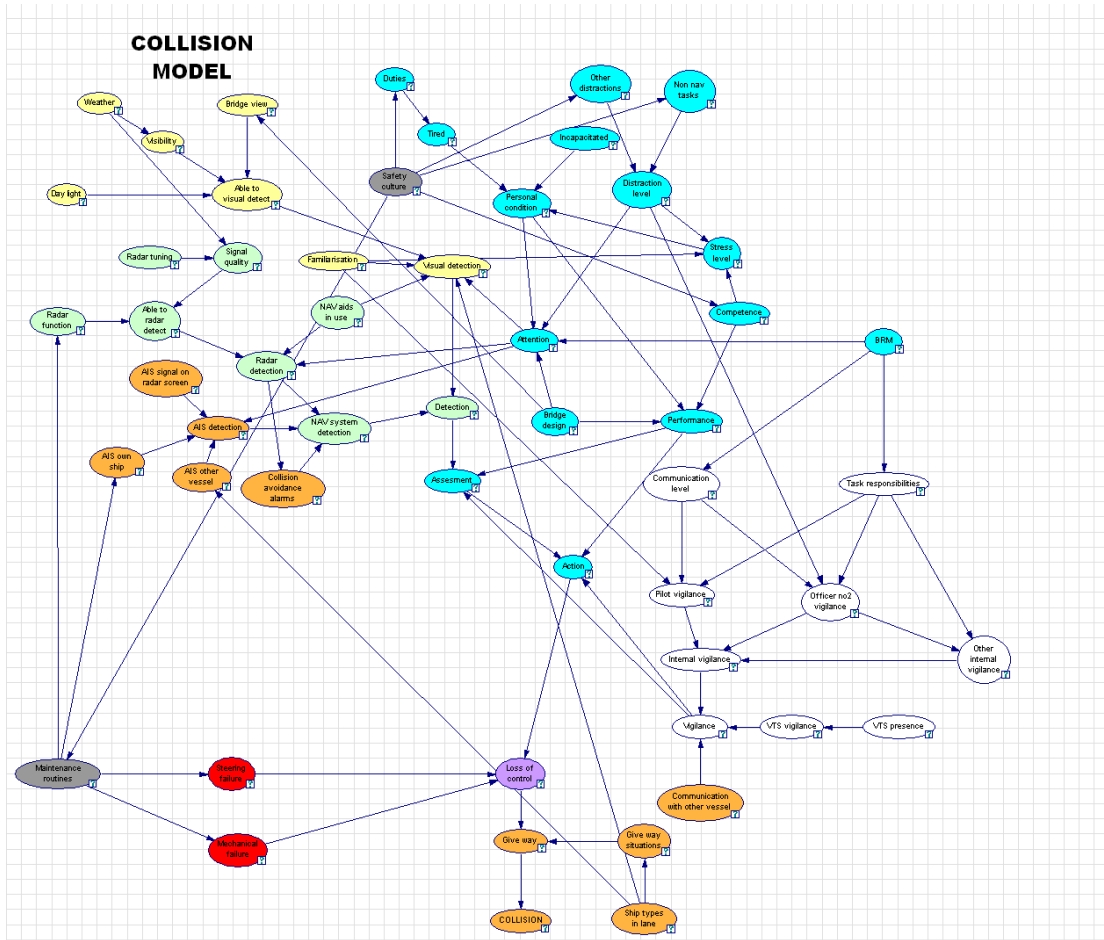 COLLISION
MODEL
Duties
Other
distractions
Non nav
tasks
Weather
Bridge view
Tired
Incapacitated
Visibility
Safety
culture
Distraction
level
Day light
Able to
visual detect
Personal
condition
Radar tuning
Signal
quality
Familiarisation
Visual detection
Stress
level
Radar
function
Able to
radar
detect
NAV aids
in use
Competence
Attention
BRM
AIS signal on
radar screen
Radar
detection
Detection
Bridge
design
Performance
AIS detection
NAV system
detection
AIS own
ship
AIS other
vessel
Collision
avoidance
alarms
Assesment
Communication
level
Task responsibilities
Action
Pilot vigilance
Officer no2
vigilance
Internal vigilance
Other
internal
vigilance
Vigilance
VTS vigilance
VTS presence
Maintenance
routines
Steering
failure
Loss of
control
Communication
with other vessel
Mechanical
failure
Give way
Give way
situations
COLLISION
Ship types
in lane